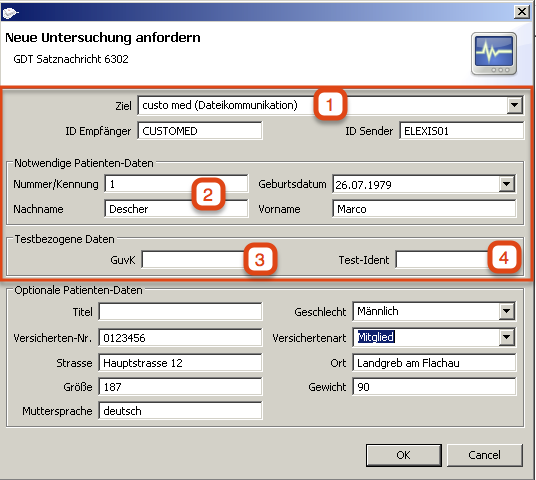 Neue Untersuchung anfordern
GDT Satznachricht 6302
Ziel custo med (Dateikommunikation) 1
ID Empfänger CUSTOMED ID Sender ELEXIS01
Notwendige Patienten-Daten
Nummer/Kennung 1 2 Geburtsdatum 26.07.1979
Nachname Descher Vorname Marco
Testbezogene Daten
GuvK 3 Test-Ident 4
Optionale Patienten-Daten
Titel Geschlecht Männlich
Versicherten-Nr. 0123456 Versichertenart Mitglied
Strasse Hauptstrasse 12 Ort Landgreb am Flachau
Größe 187 Gewicht 90
Muttersprache deutsch
OK Cancel